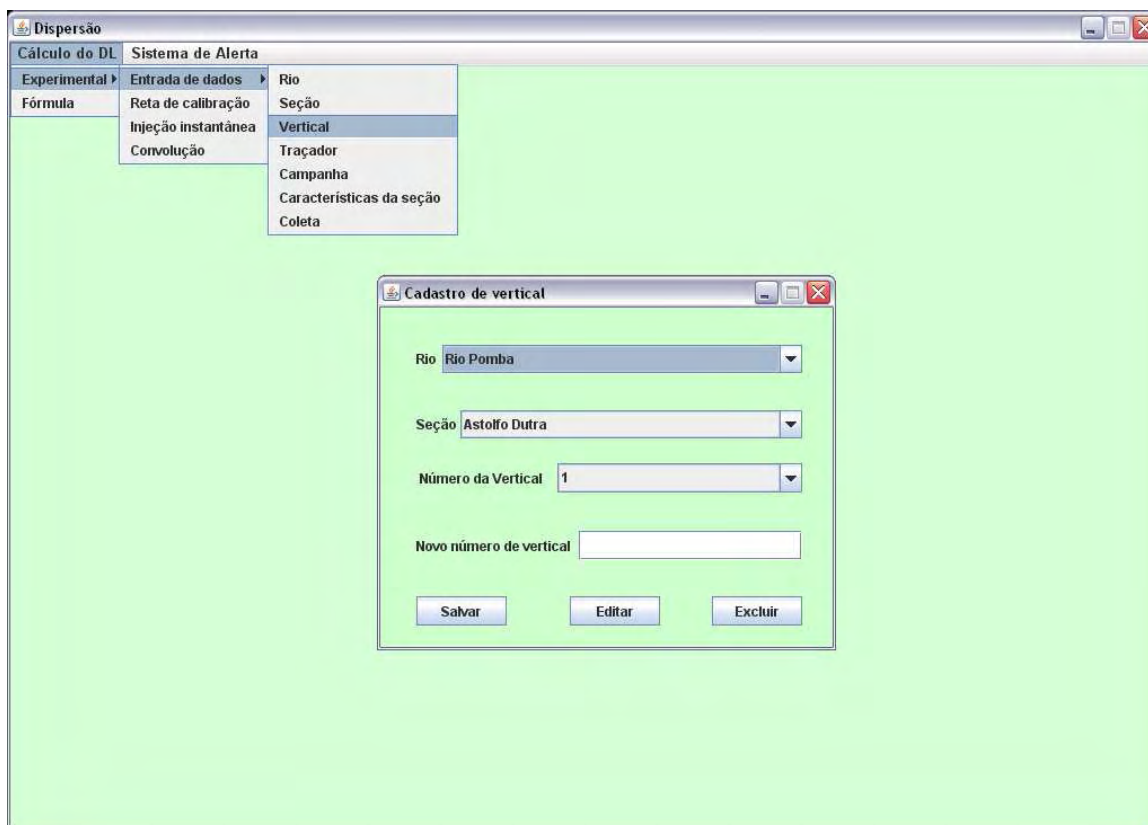 Dispersão
Cálculo do DL Sistema de Alerta
Experimental Entrada de dados Rio
Fórmula Reta de calibração Seção
Injeção instantânea Vertical
Convolução Traçador
Campanha
Características da seção
Coleta
Cadastro de vertical
Rio Rio Pomba
Seção Astolfo Dutra
Número da Vertical 1
Novo número de vertical
Salvar Editar Excluir